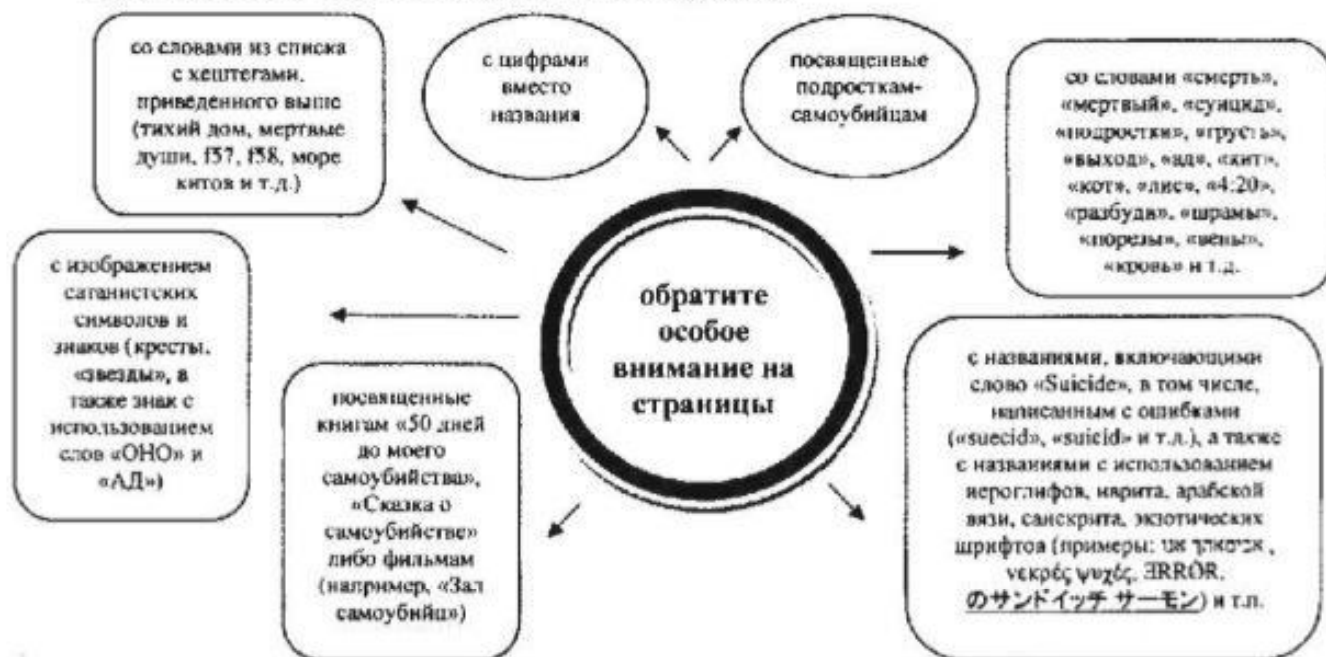 со словами из списка
с хештегами,
приведенного выше
(тихий дом, мертвые
души, f57, f58, море
китов и т.д.)
с цифрами
вместо
названия
посвященные
подросткам-
самоубийцам
со словами «смерть»,
«мертвый», «суицид»,
«подростки», «грусть»,
«выход», «ад», «кит»,
«кот», «лис», «4:20»,
«разбуди», «шрамы»,
«порезы», «вены»,
«кровь» и т.д.
с изображением
сатанистских
символов и
знаков (кресты,
«звезды», а
также знак с
использованием
слов «ОНО» и
«АД»)
посвященные
книгам «50 дней
до моего
самоубийства»,
«Сказка о
самоубийстве»
либо фильмам
(например, «Зал
самоубийц»)
обратите
особое
внимание на
страницы
с названиями, включающими
слово «Suicide», в том числе,
написанным с ошибками
(«suecid», «suicid» и т.д.), а также
с названиями с использованием
иероглифов, иврита, арабской
вязи, санскрита, экзотических
шрифтов (примеры:
νεκρές ψυχές, ƎRROR,
のサンドイッチ サーモン) и т.п.